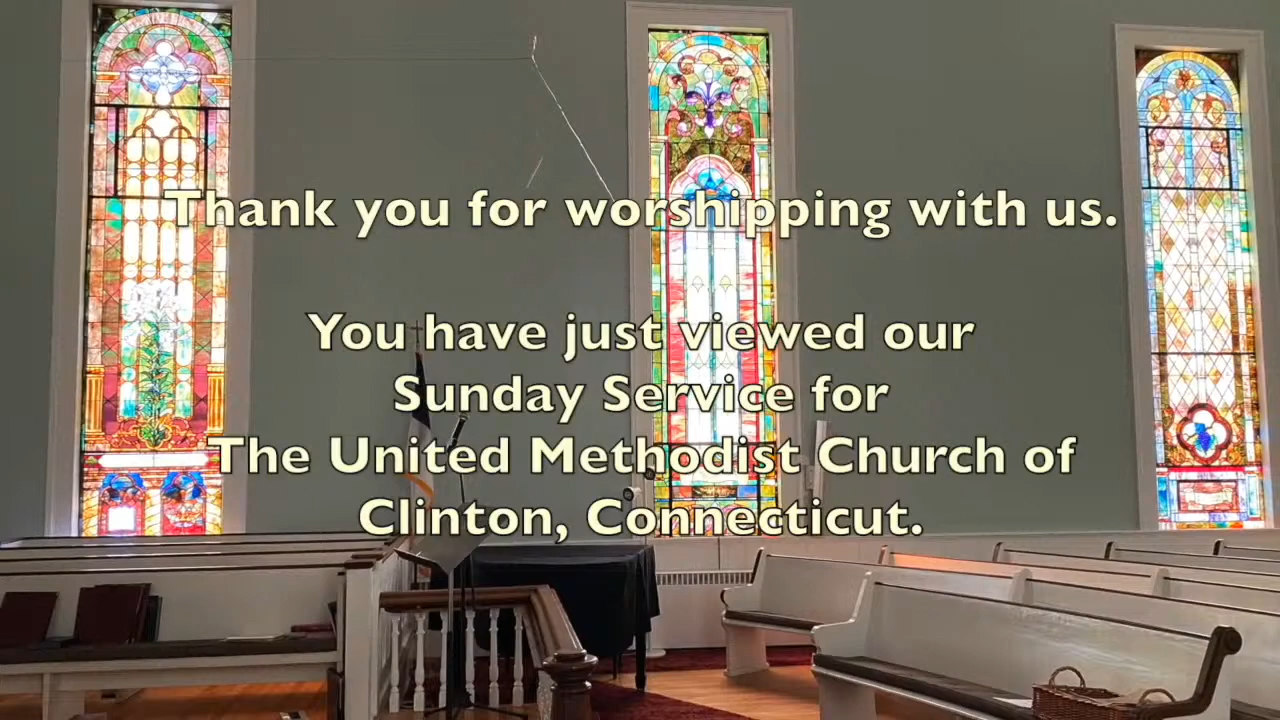 Thank you for worshipping with us.
You have just viewed our
Sunday Service for
The United Methodist Church of
Clinton, Connecticut.